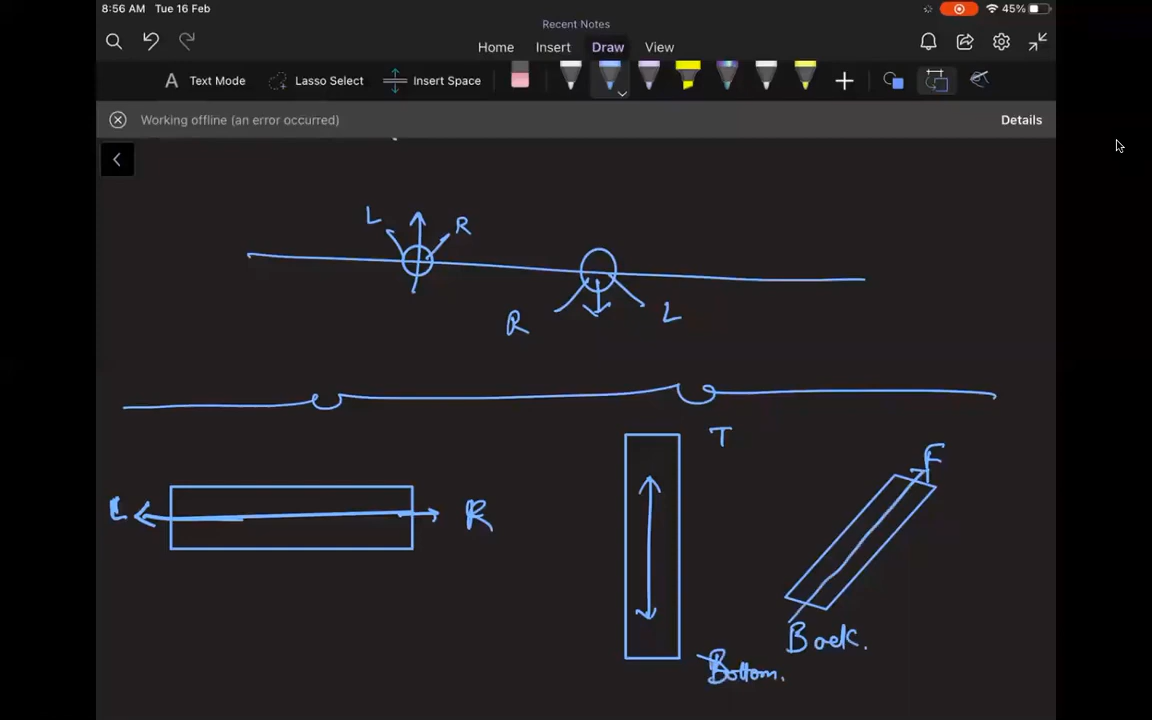 8:56 AM Tue 16 Feb
45%
Recent Notes
Home Insert Draw View
Text Mode
Lasso Select
Insert Space
Working offline (an error occurred)
Details
L
R
R
L
T
F
L
R
Back.
Bottom.